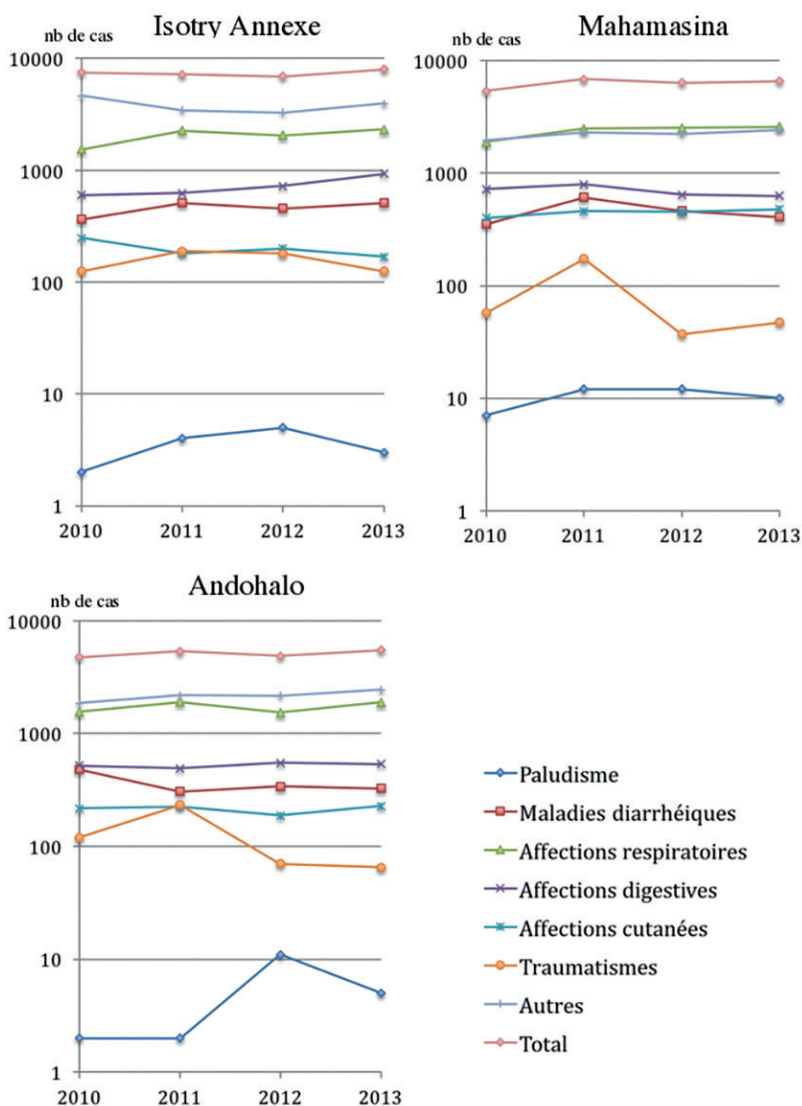 Isotry Annexe
nb de cas
10000
1000
100
10
1
2010 2011 2012 2013
Mahamasina
nb de cas
10000
1000
100
10
1
2010 2011 2012 2013
Andohalo
nb de cas
10000
1000
100
10
1
2010 2011 2012 2013
Paludisme
Maladies diarrhéiques
Affections respiratoires
Affections digestives
Affections cutanées
Traumatismes
Autres
Total